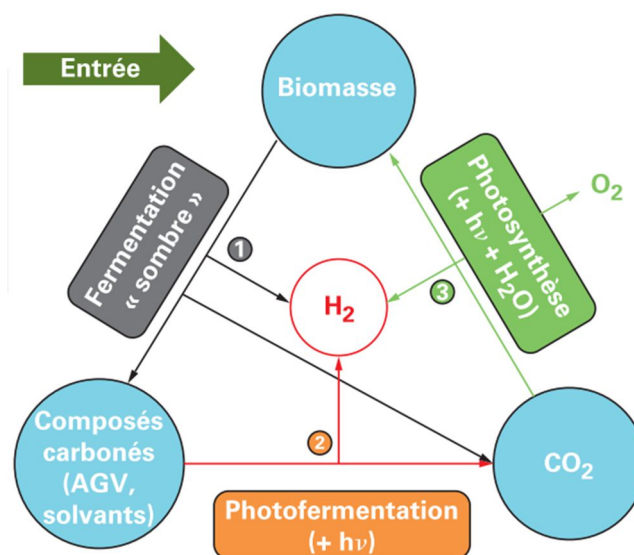 Entrée
Biomasse
Fermentation
« sombre »
1
Photosynthèse
(+ hν + H₂O)
O₂
H₂
3
2
Composés
carbonés
(AGV,
solvants)
CO₂
Photofermentation
(+ hν)